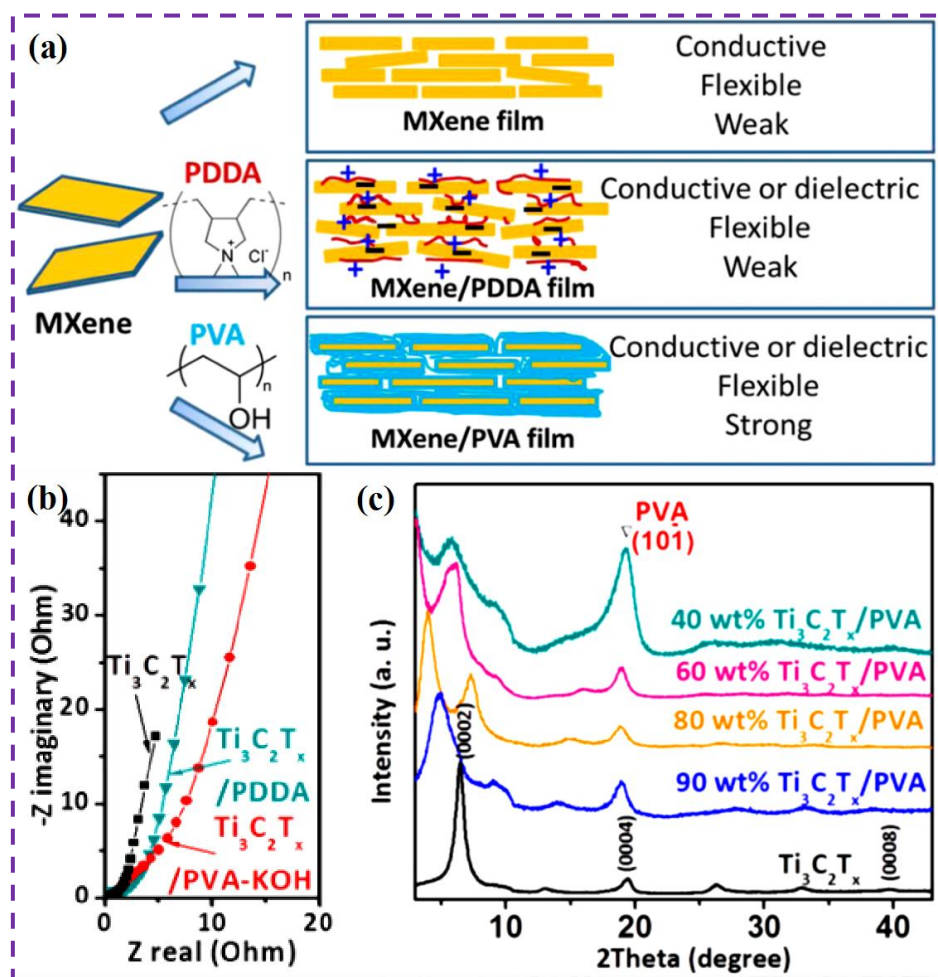 (a)
MXene
PDDA
N
+
Cl-
n
PVA
n
OH
MXene film
Conductive
Flexible
Weak
+ + +
- - -
+ + +
- - -
+ + +
MXene/PDDA film
Conductive or dielectric
Flexible
Weak
MXene/PVA film
Conductive or dielectric
Flexible
Strong
(b)
-Z imaginary (Ohm)
40
30
20
10
0
Ti3C2Tx
Ti3C2Tx
/PDDA
Ti3C2Tx
/PVA-KOH
0 10 20
Z real (Ohm)
(c)
Intensity (a. u.)
PVA
(101̄)
40 wt% Ti3C2Tx/PVA
60 wt% Ti3C2Tx/PVA
80 wt% Ti3C2Tx/PVA
90 wt% Ti3C2Tx/PVA
Ti3C2Tx
(0002)
(0004)
(0008)
10 20 30 40
2Theta (degree)